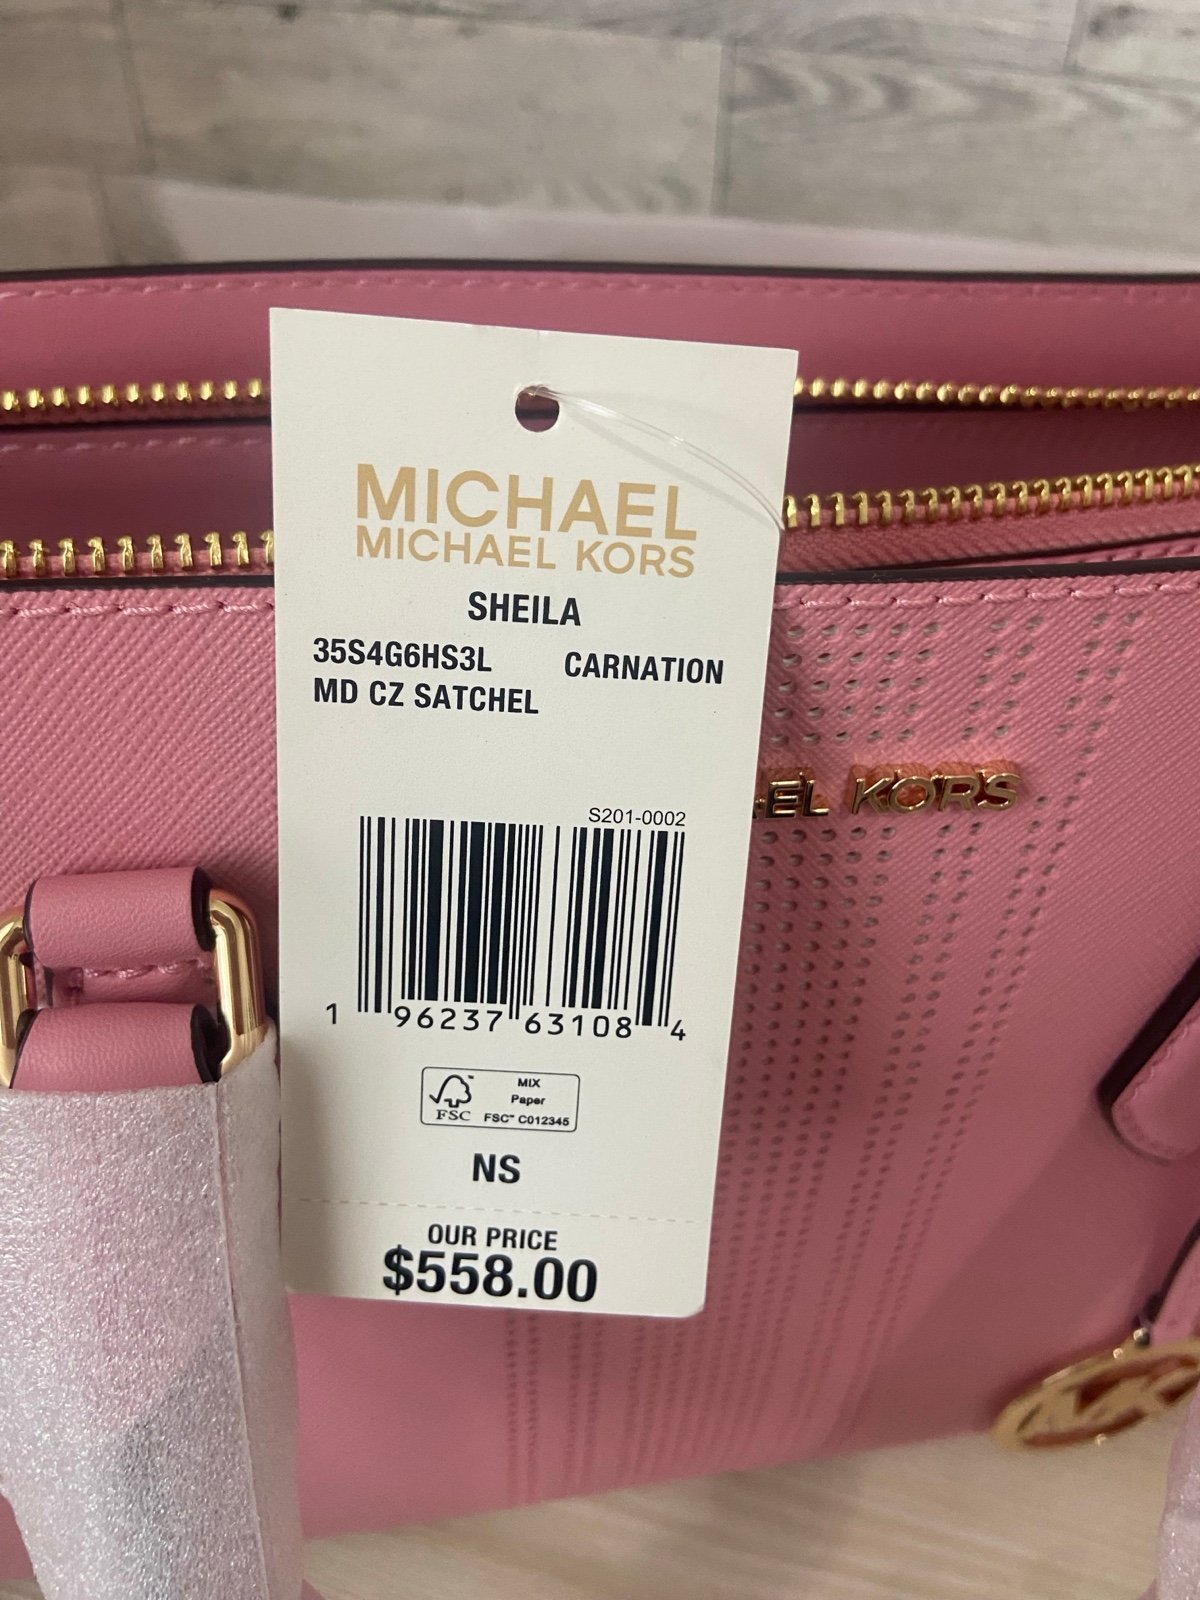 MICHAEL
MICHAEL KORS
SHEILA
35S4G6HS3L CARNATION
MD CZ SATCHEL
EL KORS
S201-0002
1 96237 63108 4
MIX
Paper
FSC FSC™ C012345
NS
OUR PRICE
$558.00
MK